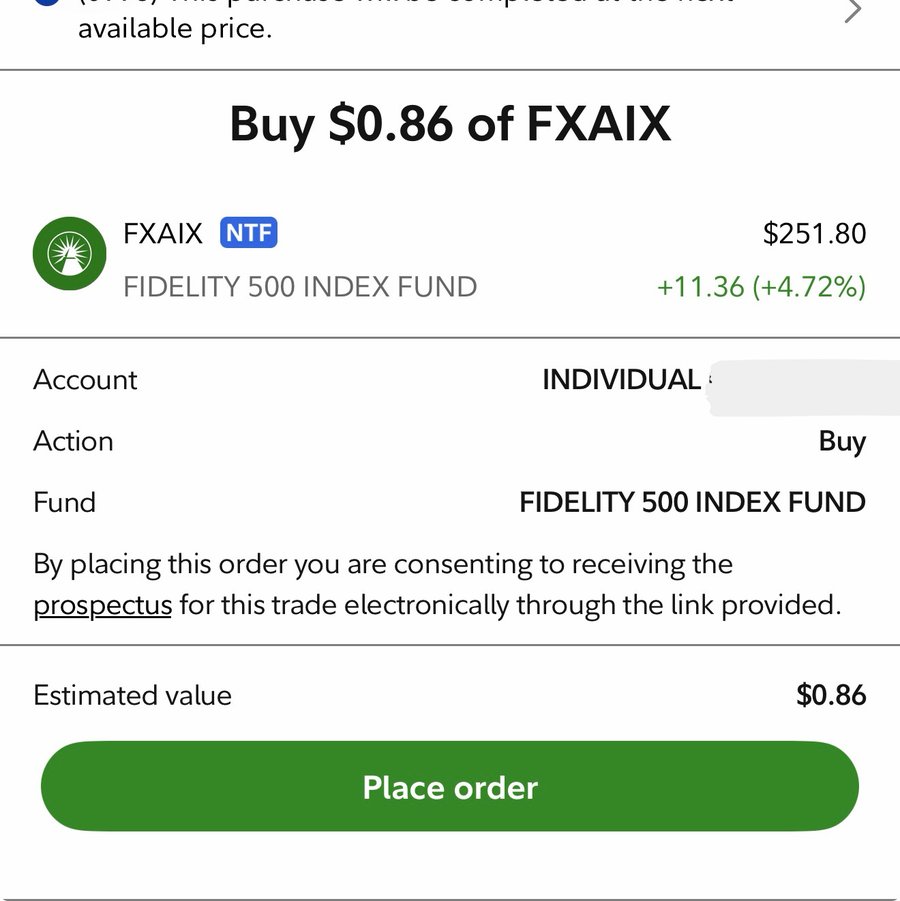 available price.
Buy $0.86 of FXAIX
FXAIX NTF $251.80
FIDELITY 500 INDEX FUND +11.36 (+4.72%)
Account INDIVIDUAL
Action Buy
Fund FIDELITY 500 INDEX FUND
By placing this order you are consenting to receiving the
prospectus for this trade electronically through the link provided.
Estimated value $0.86
Place order